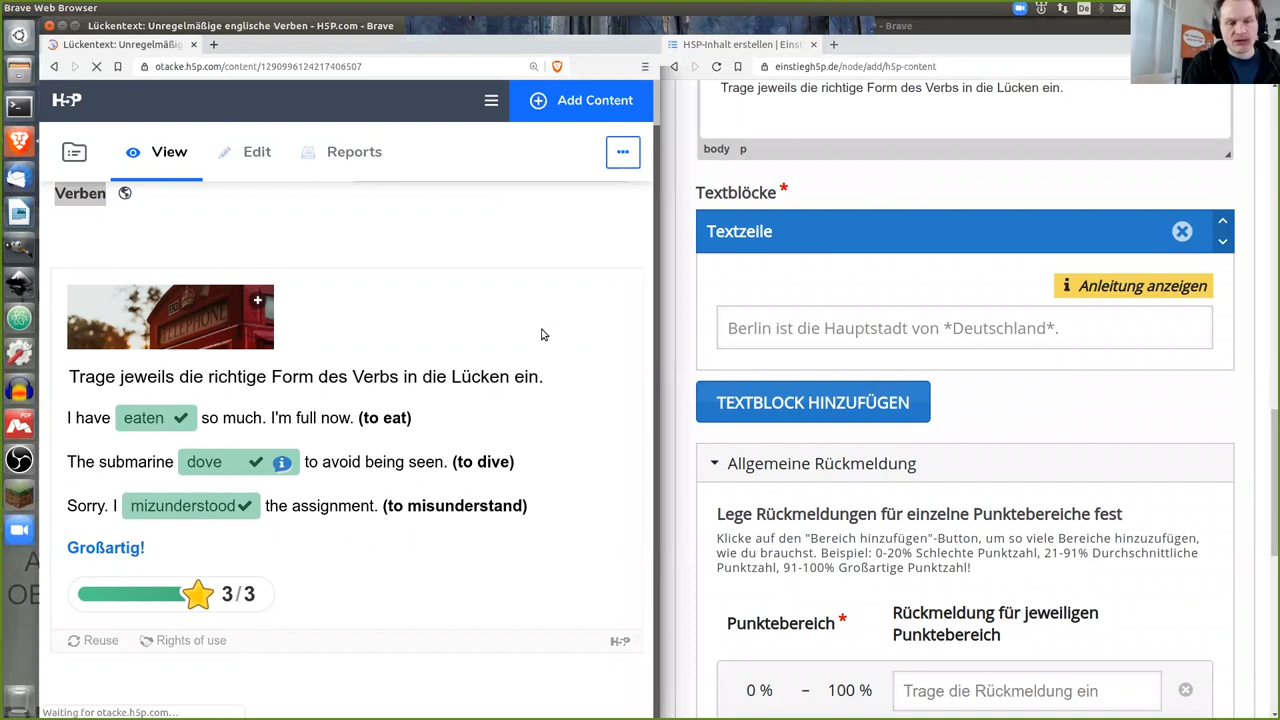 Brave Web Browser
De
Lückentext: Unregelmäßige englische Verben - H5P.com - Brave
- Brave
Lückentext: Unregelmäßig
H5P-Inhalt erstellen | Einst
otacke.h5p.com/content/1290996124217406507
einstiegh5p.de/node/add/h5p-content
H5P
Add Content
View
Edit
Reports
Verben
TELEPHONE
Trage jeweils die richtige Form des Verbs in die Lücken ein.
I have eaten so much. I'm full now. (to eat)
The submarine dove to avoid being seen. (to dive)
Sorry. I mizunderstood the assignment. (to misunderstand)
Großartig!
3/3
Reuse
Rights of use
H5P
Waiting for otacke.h5p.com...
Trage jeweils die richtige Form des Verbs in die Lücken ein.
body p
Textblöcke *
Textzeile
Anleitung anzeigen
Berlin ist die Hauptstadt von *Deutschland*.
TEXTBLOCK HINZUFÜGEN
Allgemeine Rückmeldung
Lege Rückmeldungen für einzelne Punktebereiche fest
Klicke auf den "Bereich hinzufügen"-Button, um so viele Bereiche hinzuzufügen,
wie du brauchst. Beispiel: 0-20% Schlechte Punktzahl, 21-91% Durchschnittliche
Punktzahl, 91-100% Großartige Punktzahl!
Punktebereich *
Rückmeldung für jeweiligen
Punktebereich
0 % – 100 %
Trage die Rückmeldung ein